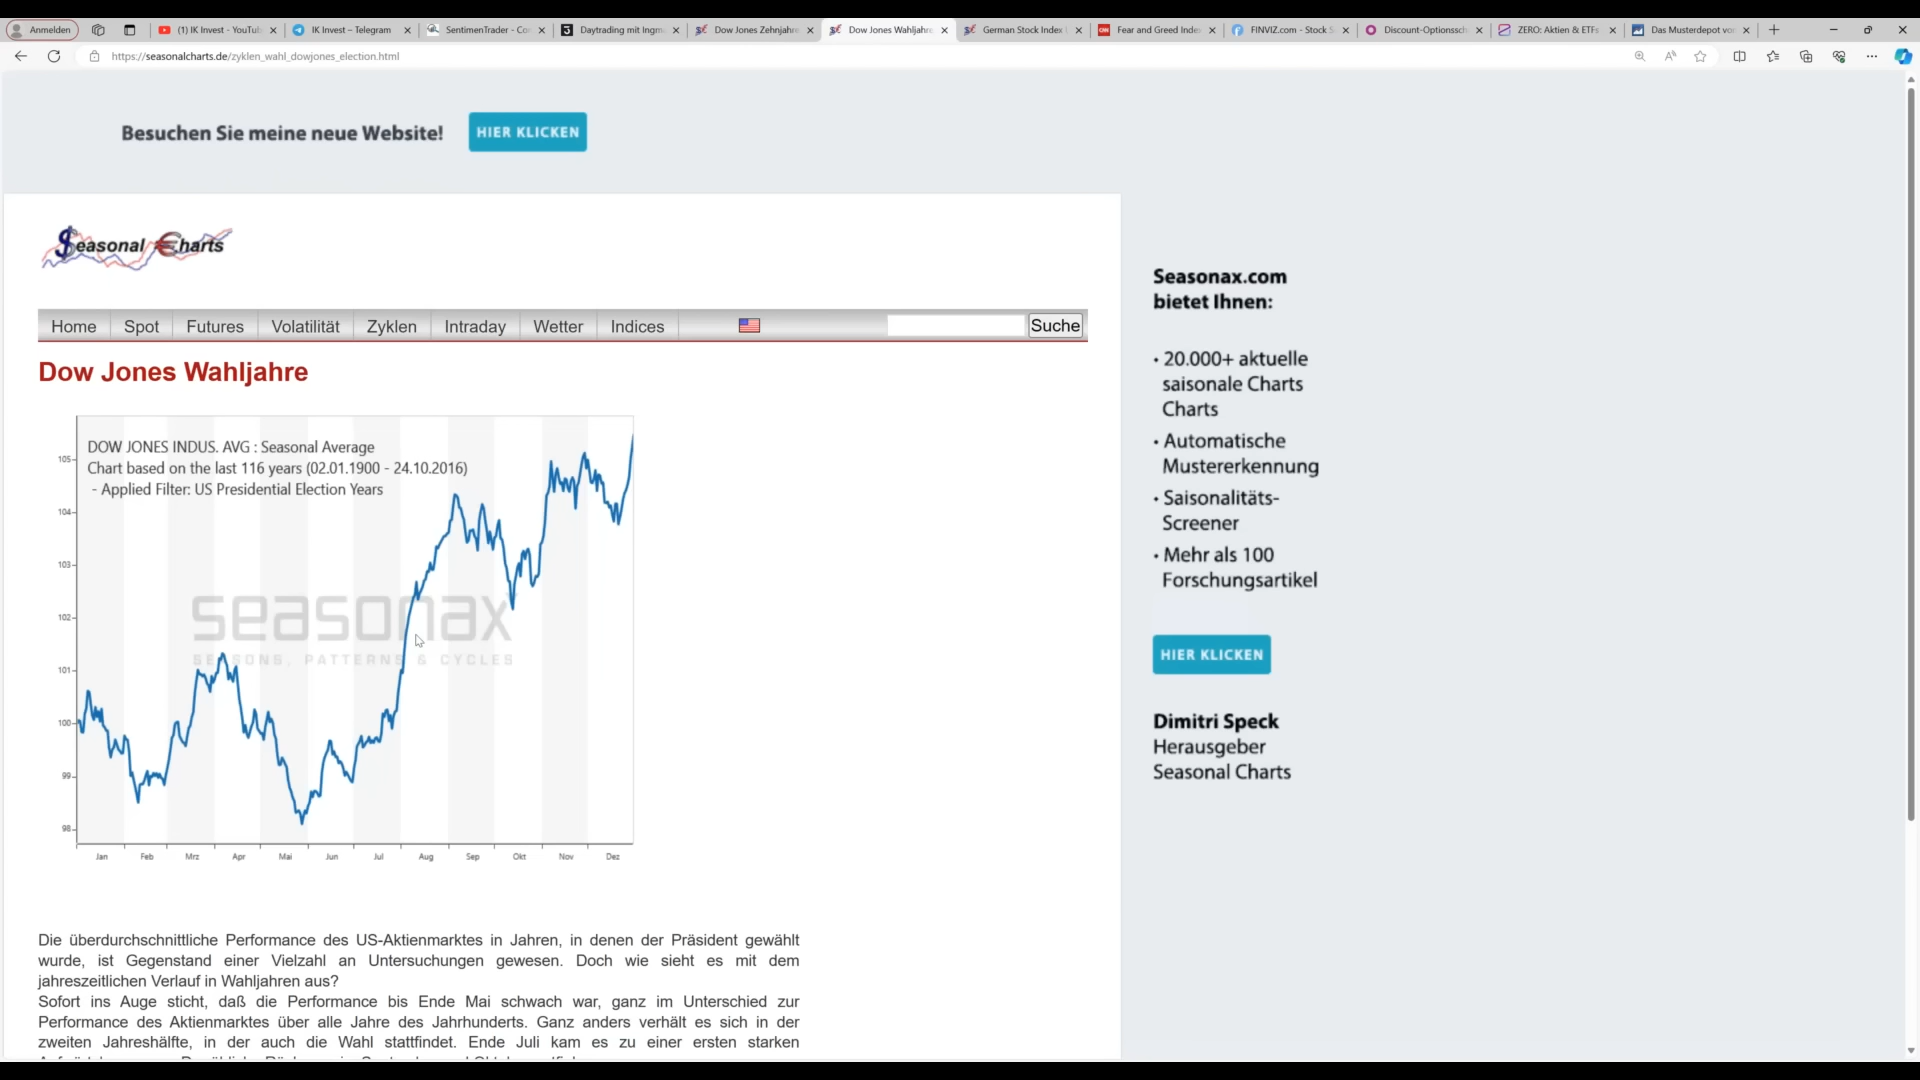 Anmelden
(1) IK Invest - YouTu
IK Invest – Telegram
SentimenTrader - Co
Daytrading mit Ingm
Dow Jones Zehnjahr
Dow Jones Wahljahr
German Stock Index
Fear and Greed Inde
FINVIZ.com - Stock S
Discount-Optionssch
ZERO: Aktien & ETFs
Das Musterdepot vo
https://seasonalcharts.de/zyklen_wahl_dowjones_election.html
Besuchen Sie meine neue Website!
HIER KLICKEN
$easonal €harts
Home
Spot
Futures
Volatilität
Zyklen
Intraday
Wetter
Indices
Suche
Dow Jones Wahljahre
DOW JONES INDUS. AVG : Seasonal Average
Chart based on the last 116 years (02.01.1900 - 24.10.2016)
- Applied Filter: US Presidential Election Years
105
104
103
102
101
100
99
98
seasonax
SEASONS, PATTERNS & CYCLES
Jan
Feb
Mrz
Apr
Mai
Jun
Jul
Aug
Sep
Okt
Nov
Dez
Die überdurchschnittliche Performance des US-Aktienmarktes in Jahren, in denen der Präsident gewählt
wurde, ist Gegenstand einer Vielzahl an Untersuchungen gewesen. Doch wie sieht es mit dem
jahreszeitlichen Verlauf in Wahljahren aus?
Sofort ins Auge sticht, daß die Performance bis Ende Mai schwach war, ganz im Unterschied zur
Performance des Aktienmarktes über alle Jahre des Jahrhunderts. Ganz anders verhält es sich in der
zweiten Jahreshälfte, in der auch die Wahl stattfindet. Ende Juli kam es zu einer ersten starken
Seasonax.com
bietet Ihnen:
• 20.000+ aktuelle
saisonale Charts
Charts
• Automatische
Mustererkennung
• Saisonalitäts-
Screener
• Mehr als 100
Forschungsartikel
HIER KLICKEN
Dimitri Speck
Herausgeber
Seasonal Charts